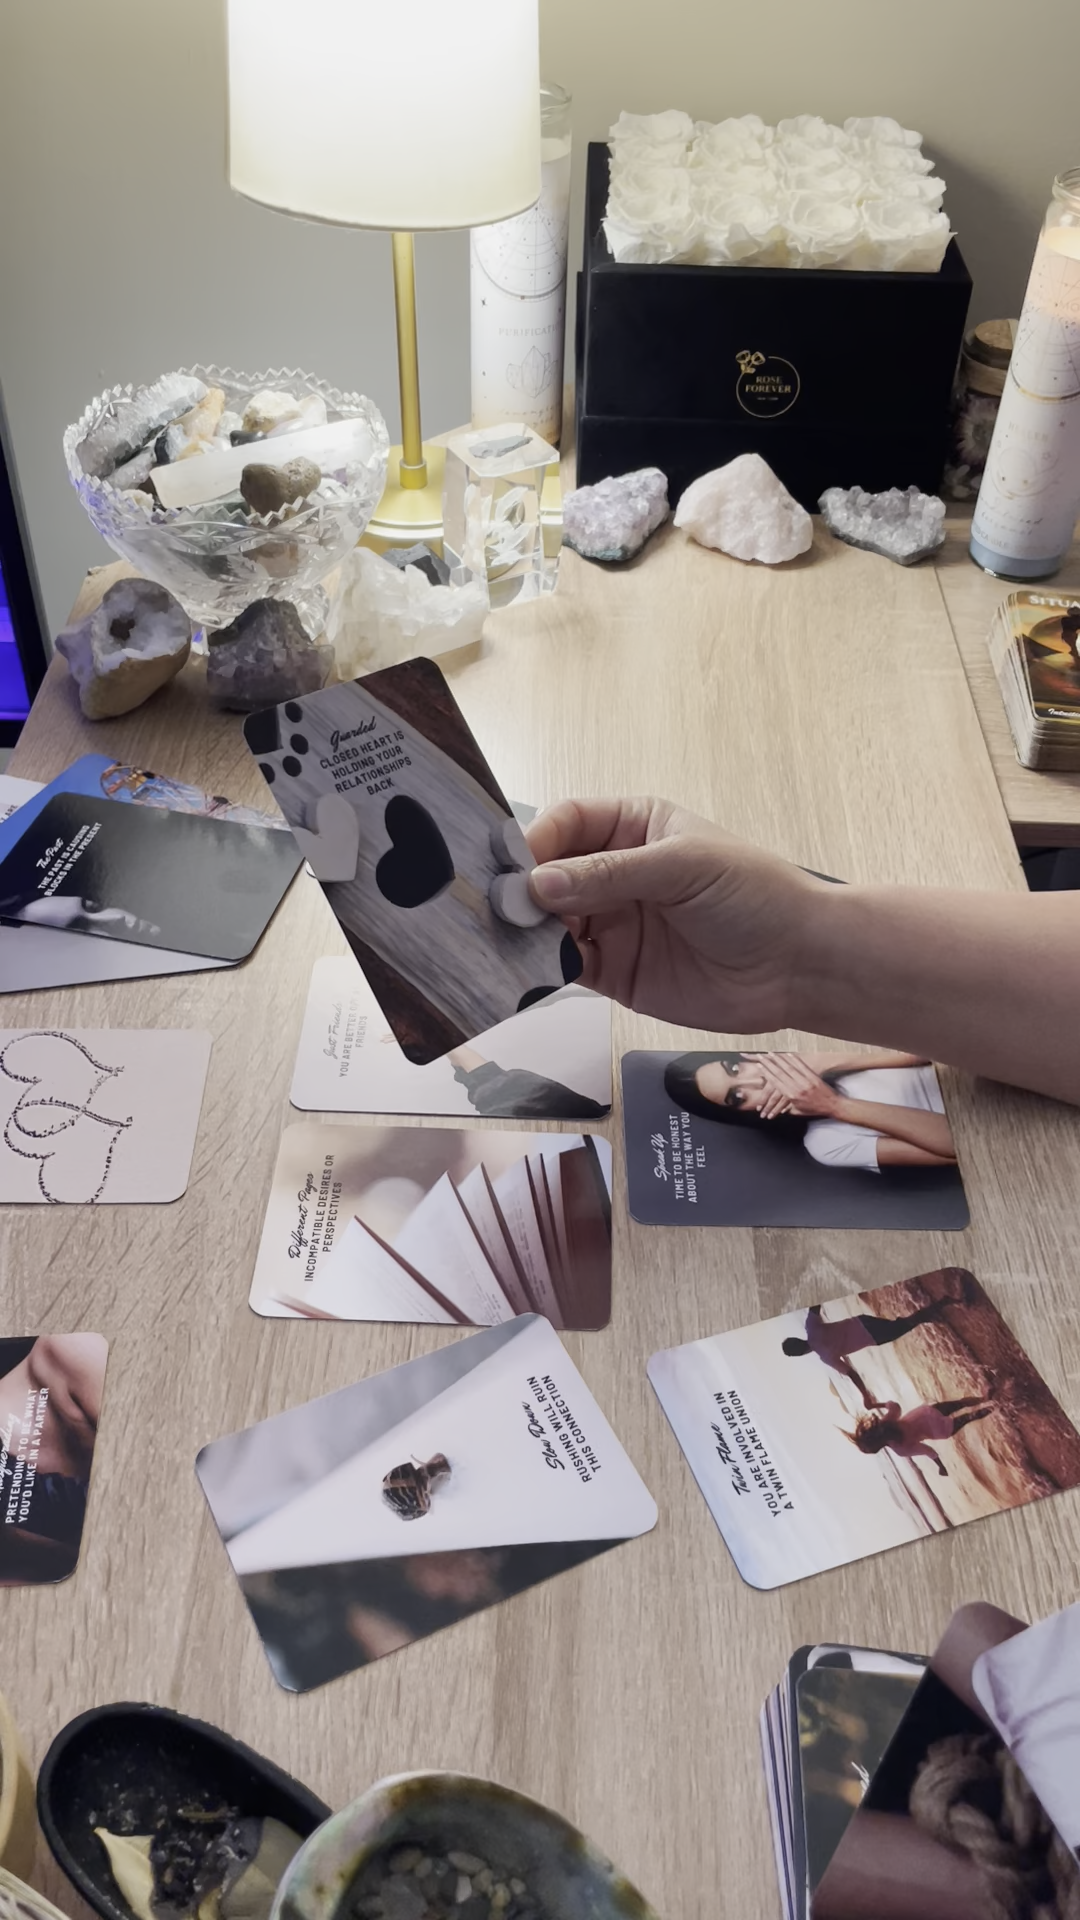 PURIFICATI
ROSE
FOREVER
SITUA
Guarded
CLOSED HEART IS
HOLDING YOUR
RELATIONSHIPS
BACK
The Past
THE PAST IS CAUSING
BLOCKS IN THE PRESENT
Just Friends
YOU ARE BETTER OF
FRIENDS
Speak Up
TIME TO BE HONEST
ABOUT THE WAY YOU
FEEL
Different Pages
INCOMPATIBLE DESIRES OR
PERSPECTIVES
PRETENDING TO BE WHAT
YOU'D LIKE IN A PARTNER
Slow Down
RUSHING WILL RUIN
THIS CONNECTION
Twin Flame
YOU ARE INVOLVED IN
A TWIN FLAME UNION